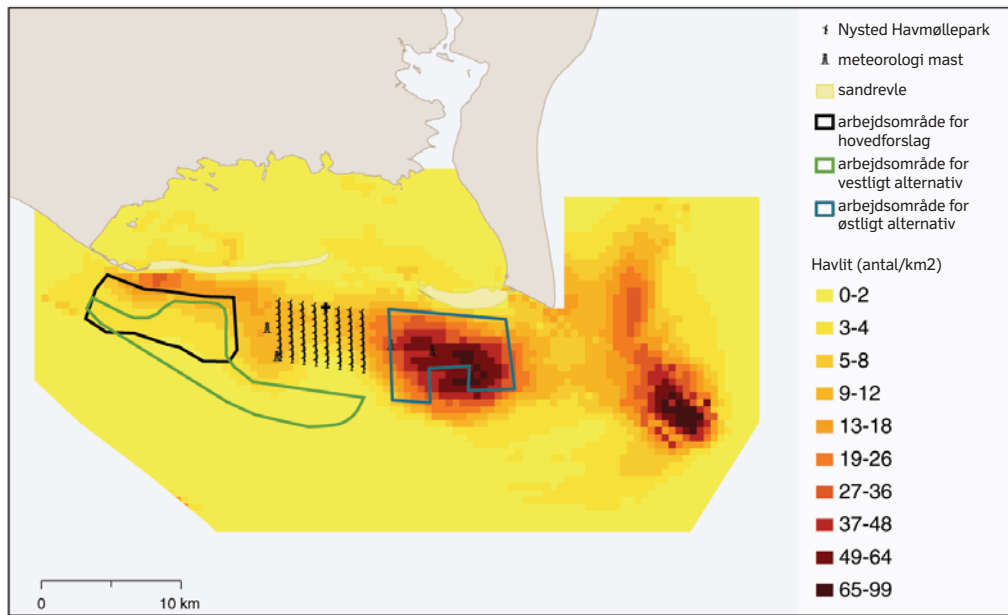 Nysted Havmøllepark
meteorologi mast
sandrevle
arbejdsområde for
hovedforslag
arbejdsområde for
vestligt alternativ
arbejdsområde for
østligt alternativ
Havlit (antal/km2)
0-2
3-4
5-8
9-12
13-18
19-26
27-36
37-48
49-64
65-99
0
10 km